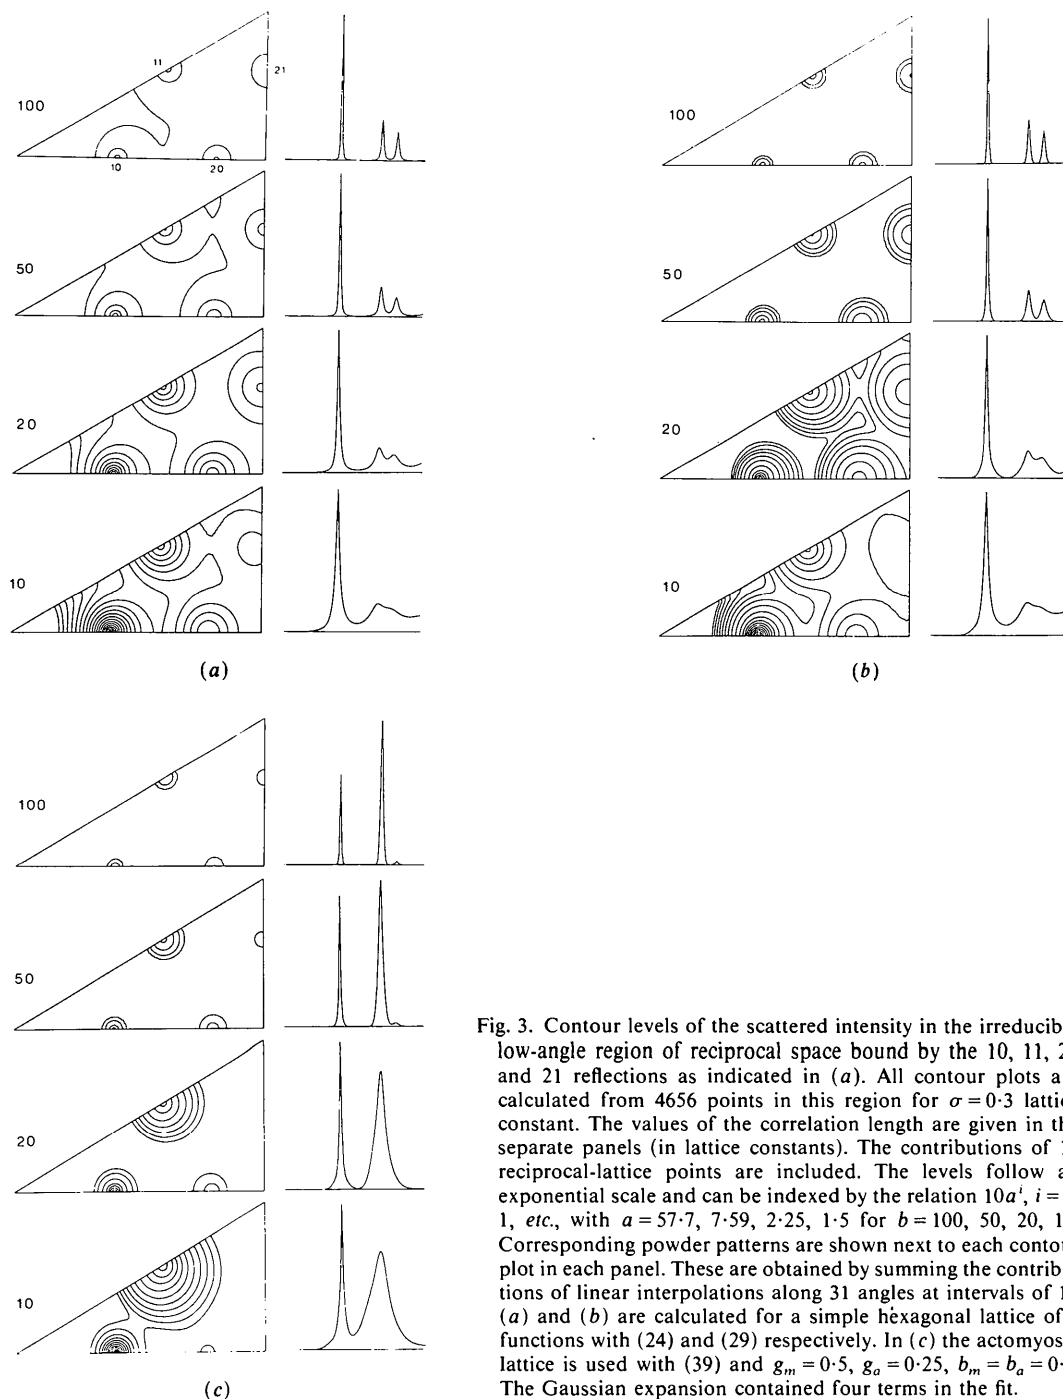 100
11
21
10
20
50
20
10
(a)
100
50
20
10
(b)
100
50
20
10
(c)
Fig. 3. Contour levels of the scattered intensity in the irreducib
low-angle region of reciprocal space bound by the 10, 11, 2
and 21 reflections as indicated in (a). All contour plots a
calculated from 4656 points in this region for σ = 0·3 lattic
constant. The values of the correlation length are given in th
separate panels (in lattice constants). The contributions of
reciprocal-lattice points are included. The levels follow a
exponential scale and can be indexed by the relation 10aⁱ, i =
1, etc., with a = 57·7, 7·59, 2·25, 1·5 for b = 100, 50, 20, 1
Corresponding powder patterns are shown next to each contou
plot in each panel. These are obtained by summing the contrib
tions of linear interpolations along 31 angles at intervals of 1
(a) and (b) are calculated for a simple hexagonal lattice of
functions with (24) and (29) respectively. In (c) the actomyos
lattice is used with (39) and gₘ = 0·5, gₐ = 0·25, bₘ = bₐ = 0·
The Gaussian expansion contained four terms in the fit.